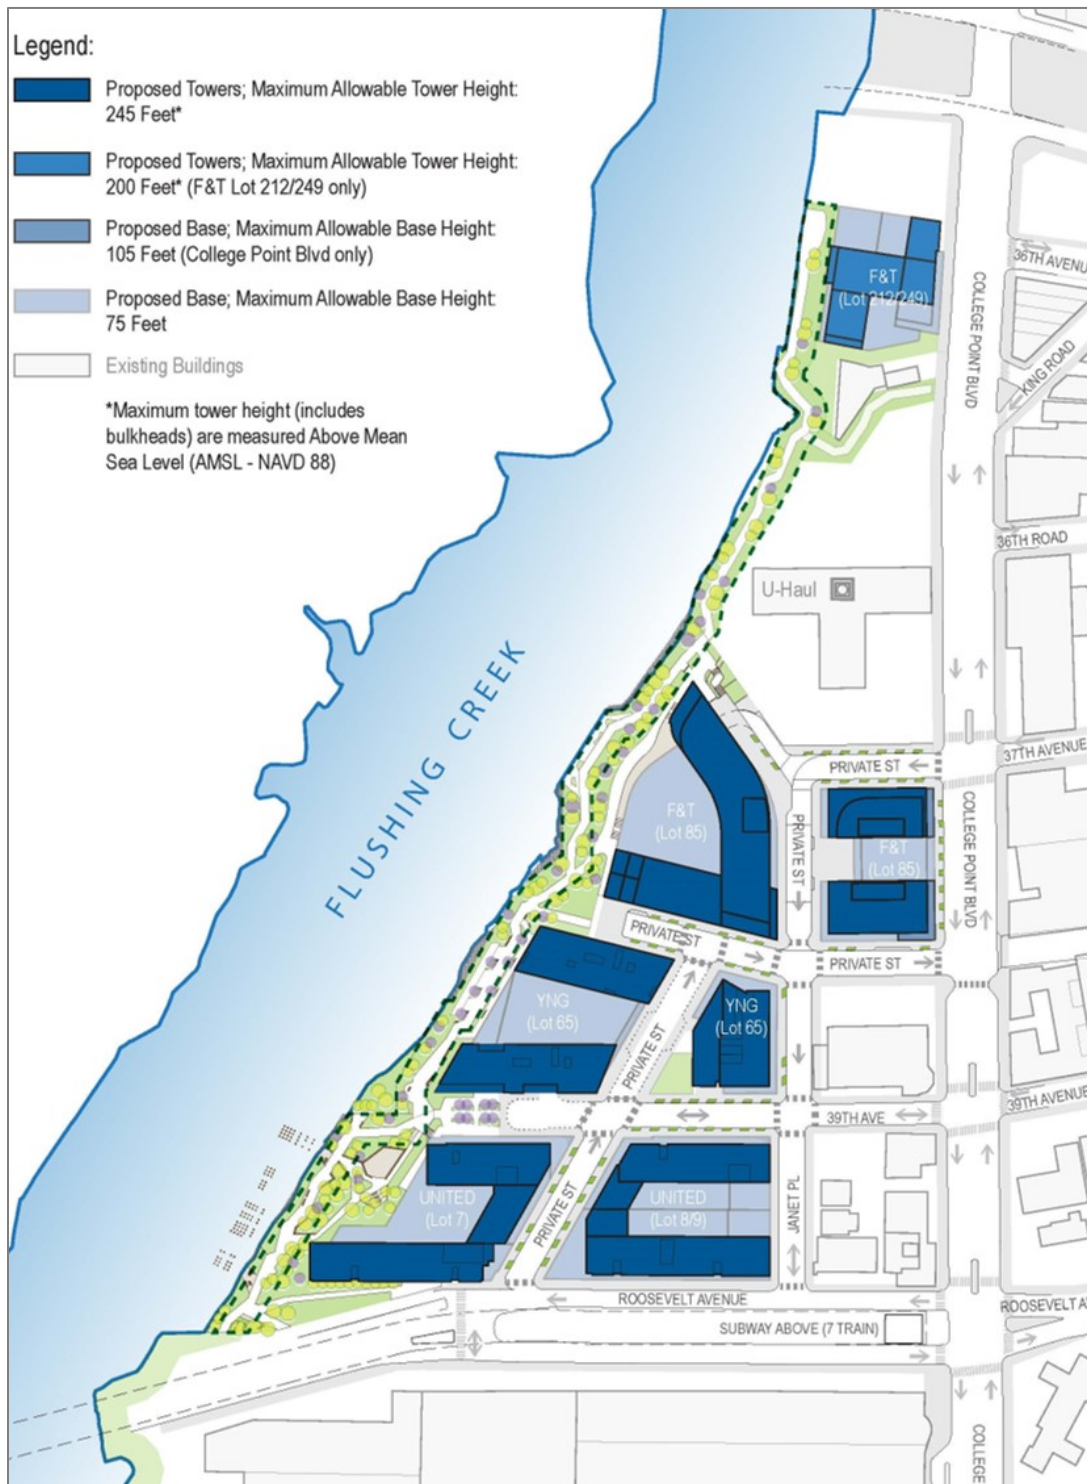 Legend:
Proposed Towers; Maximum Allowable Tower Height:
245 Feet*
Proposed Towers; Maximum Allowable Tower Height:
200 Feet* (F&T Lot 212/249 only)
Proposed Base; Maximum Allowable Base Height:
105 Feet (College Point Blvd only)
Proposed Base; Maximum Allowable Base Height:
75 Feet
Existing Buildings
*Maximum tower height (includes
bulkheads) are measured Above Mean
Sea Level (AMSL - NAVD 88)
36TH AVENUE
F&T
(Lot 212/249)
COLLEGE POINT BLVD
KING ROAD
36TH ROAD
U-Haul
FLUSHING CREEK
37TH AVENUE
PRIVATE ST
F&T
(Lot 85)
PRIVATE ST
F&T
(Lot 85)
COLLEGE POINT BLVD
PRIVATE ST
PRIVATE ST
YNG
(Lot 65)
YNG
(Lot 65)
PRIVATE ST
39TH AVENUE
39TH AVE
UNITED
(Lot 7)
PRIVATE ST
UNITED
(Lot 8/9)
JANET PL
ROOSEVELT AVENUE
ROOSEVELT AV
SUBWAY ABOVE (7 TRAIN)
COLLEGE